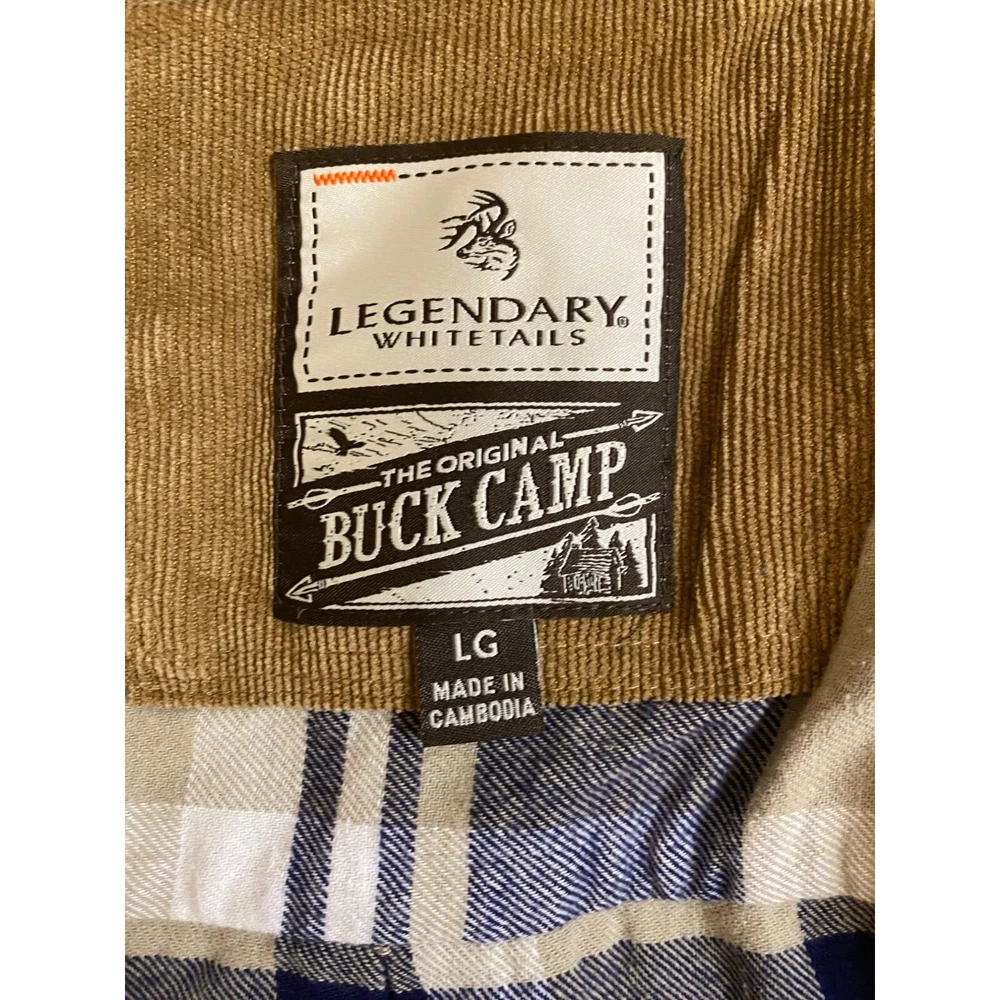 LEGENDARY®
WHITETAILS
THE ORIGINAL
BUCK CAMP
LG
MADE IN
CAMBODIA